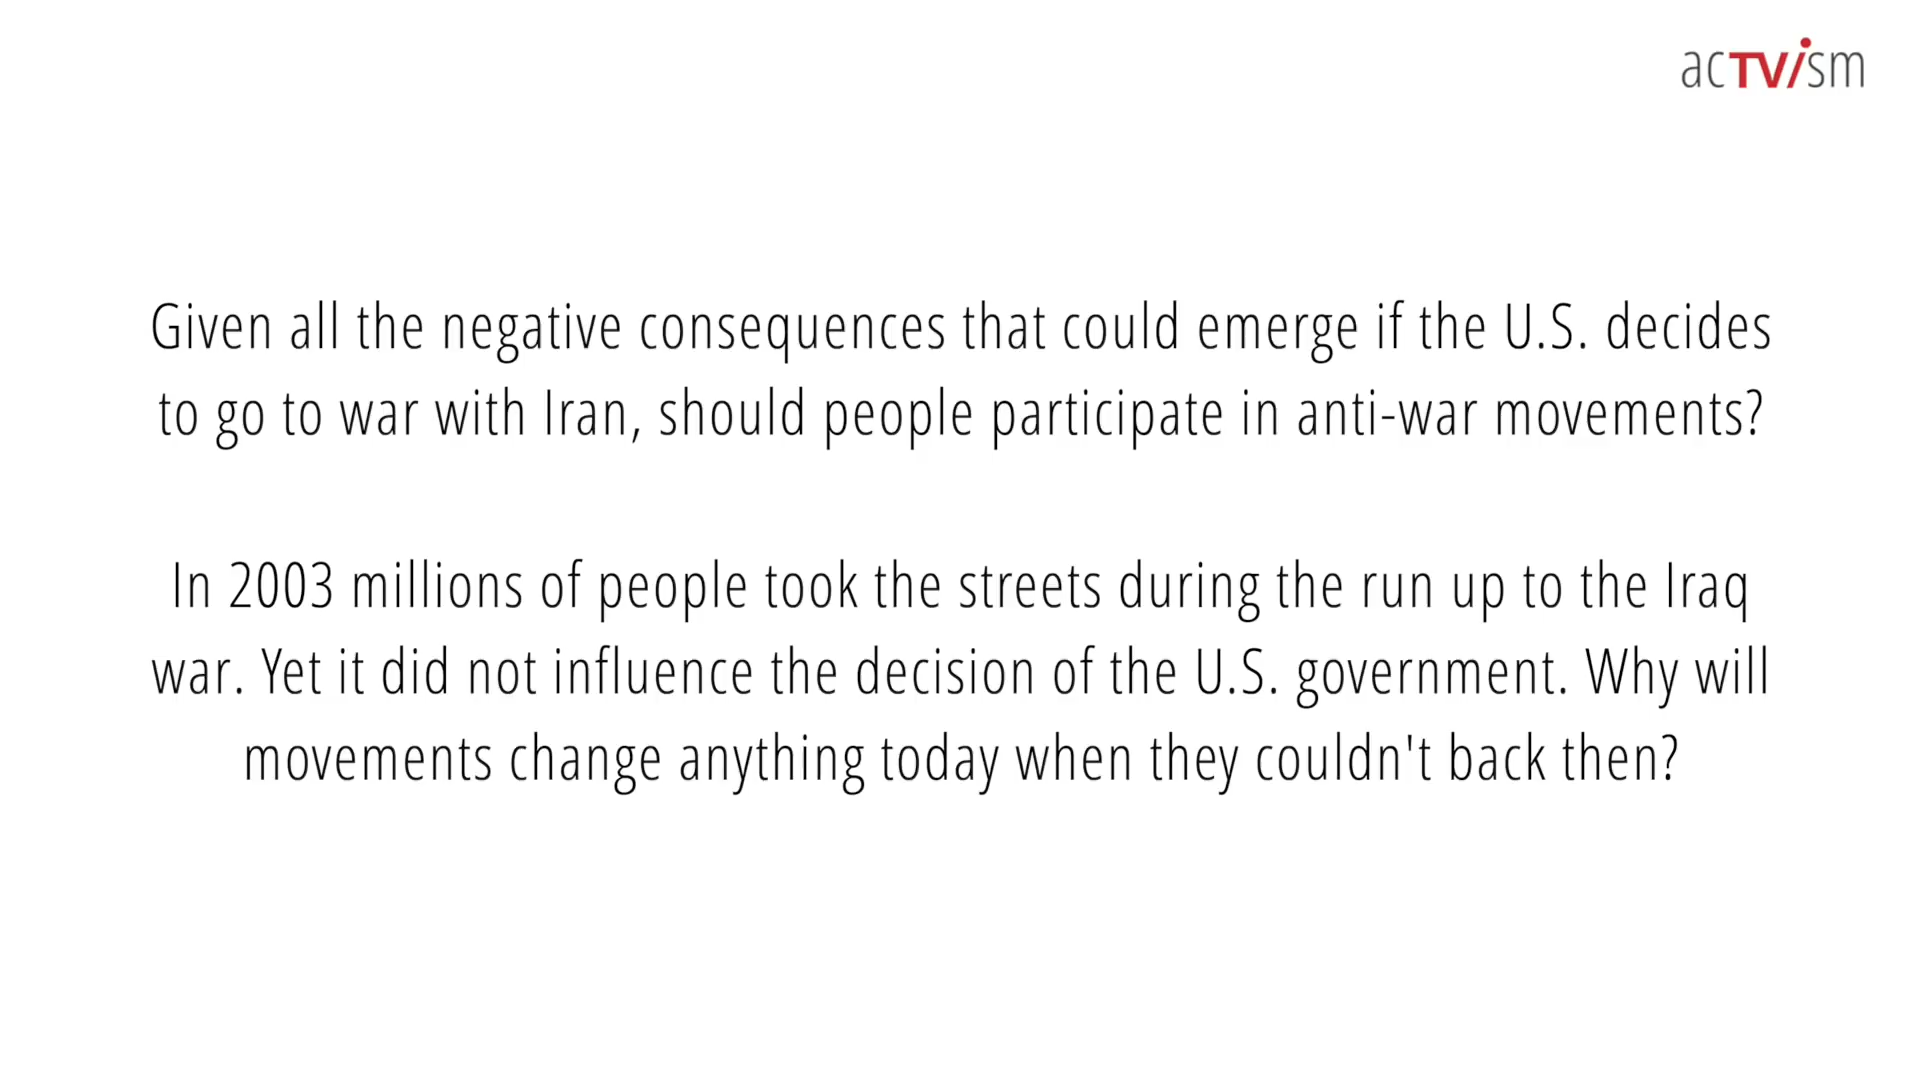 acTVism
Given all the negative consequences that could emerge if the U.S. decides
to go to war with Iran, should people participate in anti-war movements?
In 2003 millions of people took the streets during the run up to the Iraq
war. Yet it did not influence the decision of the U.S. government. Why will
movements change anything today when they couldn't back then?